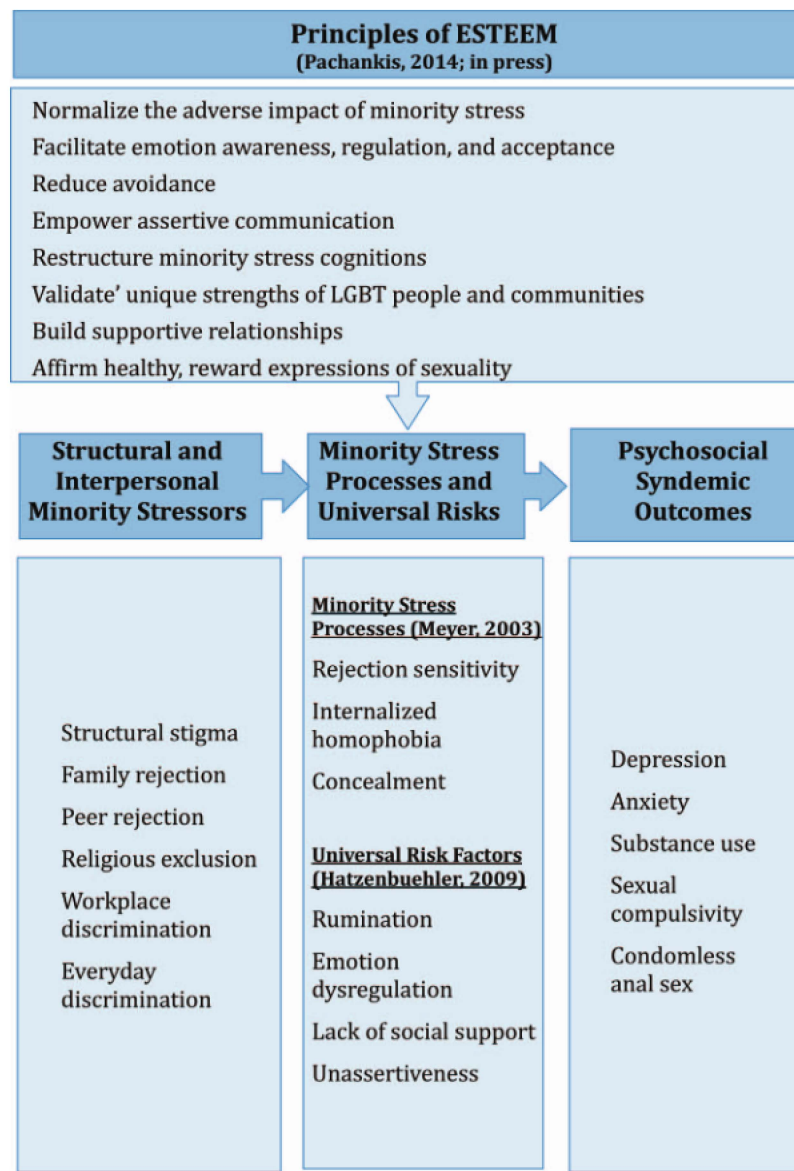 Principles of ESTEEM
(Pachankis, 2014; in press)
Normalize the adverse impact of minority stress
Facilitate emotion awareness, regulation, and acceptance
Reduce avoidance
Empower assertive communication
Restructure minority stress cognitions
Validate' unique strengths of LGBT people and communities
Build supportive relationships
Affirm healthy, reward expressions of sexuality
Structural and
Interpersonal
Minority Stressors
Minority Stress
Processes and
Universal Risks
Psychosocial
Syndemic
Outcomes
Structural stigma
Family rejection
Peer rejection
Religious exclusion
Workplace
discrimination
Everyday
discrimination
Minority Stress
Processes (Meyer, 2003)
Rejection sensitivity
Internalized
homophobia
Concealment
Universal Risk Factors
(Hatzenbuehler, 2009)
Rumination
Emotion
dysregulation
Lack of social support
Unassertiveness
Depression
Anxiety
Substance use
Sexual
compulsivity
Condomless
anal sex